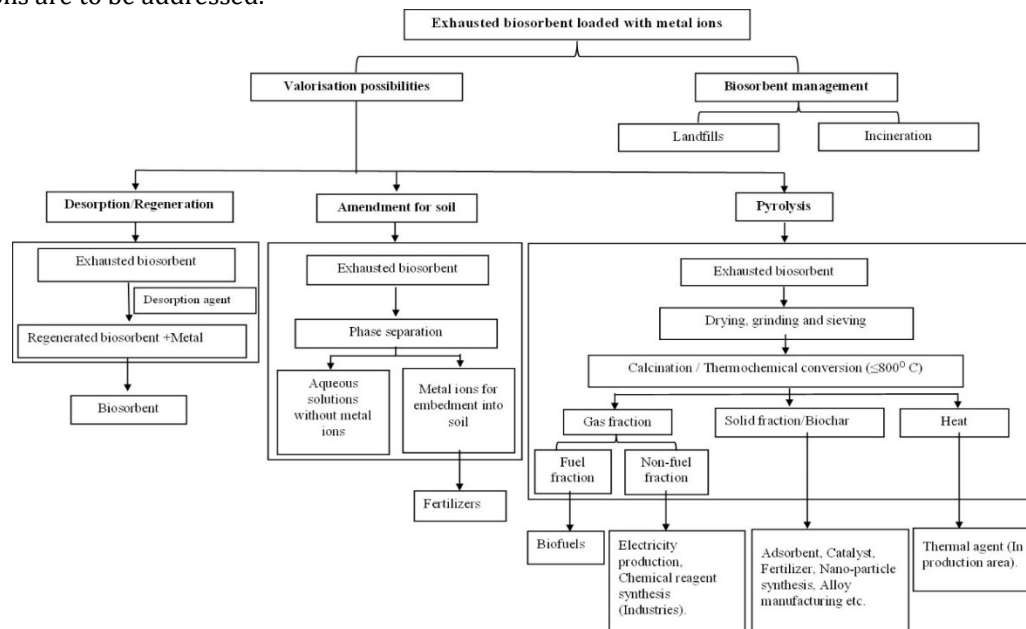 ons are to be addressed.
Exhausted biosorbent loaded with metal ions
Valorisation possibilities
Biosorbent management
Landfills
Incineration
Desorption/Regeneration
Amendment for soil
Pyrolysis
Exhausted biosorbent
Desorption agent
Regenerated biosorbent +Metal
Biosorbent
Exhausted biosorbent
Phase separation
Aqueous
solutions
without metal
ions
Metal ions for
embedment into
soil
Fertilizers
Exhausted biosorbent
Drying, grinding and sieving
Calcination / Thermochemical conversion (≤800⁰ C)
Gas fraction
Solid fraction/Biochar
Heat
Fuel
fraction
Non-fuel
fraction
Biofuels
Electricity
production,
Chemical reagent
synthesis
(Industries).
Adsorbent, Catalyst,
Fertilizer, Nano-particle
synthesis, Alloy
manufacturing etc.
Thermal agent (In
production area).